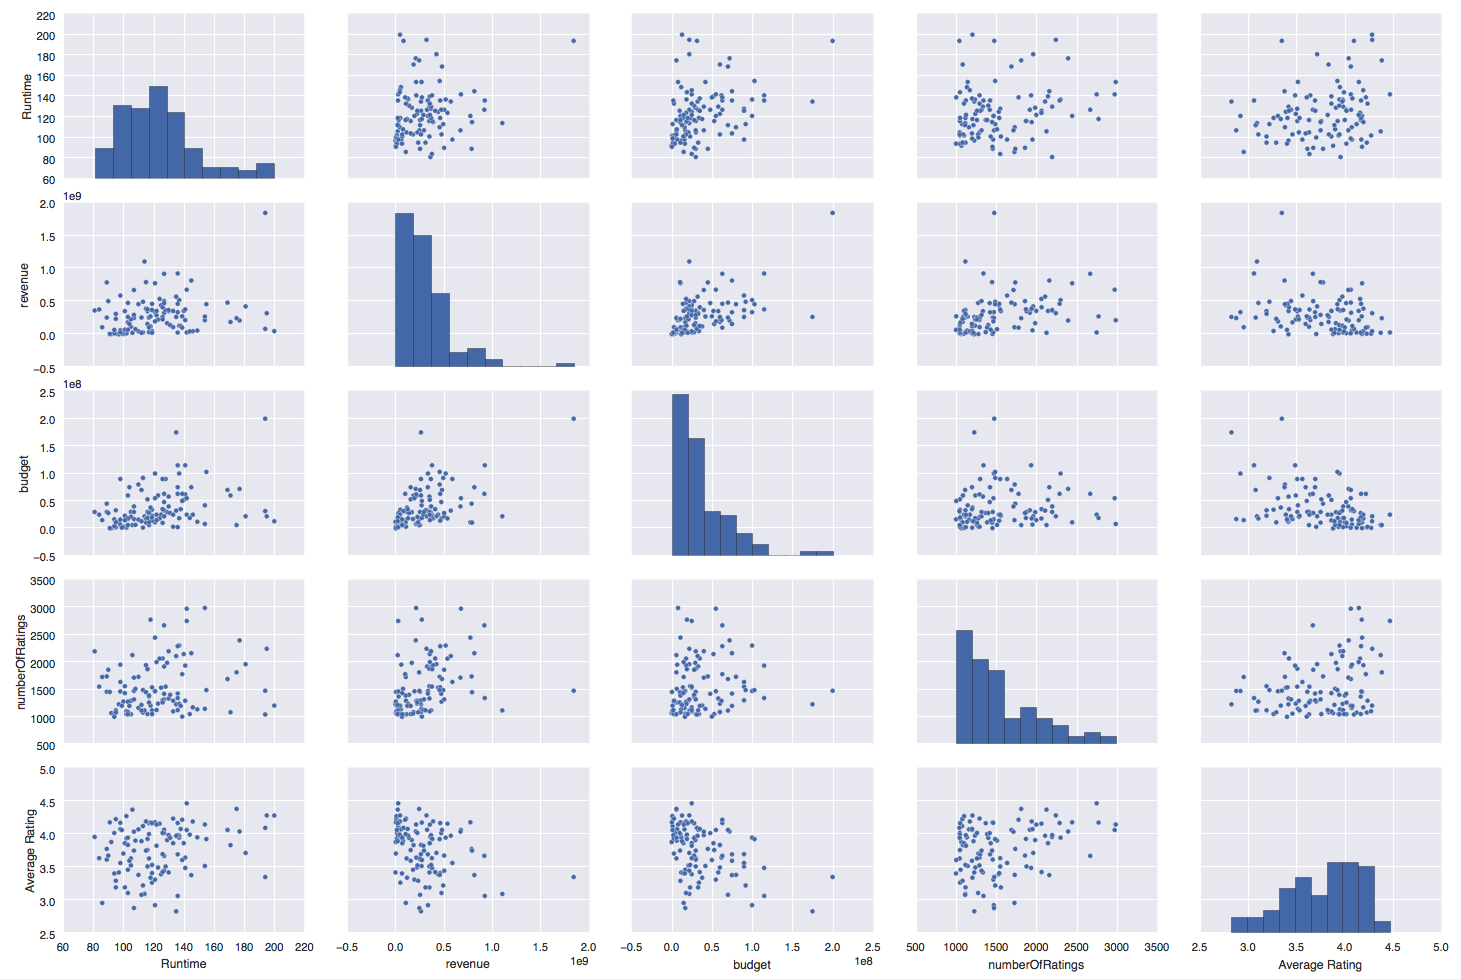 220
200
180
160
140
120
100
80
60
Runtime
1e9
2.0
1.5
1.0
0.5
0.0
−0.5
revenue
1e8
2.5
2.0
1.5
1.0
0.5
0.0
−0.5
budget
3500
3000
2500
2000
1500
1000
500
numberOfRatings
5.0
4.5
4.0
3.5
3.0
2.5
Average Rating
60 80 100 120 140 160 180 200 220
Runtime
−0.5 0.0 0.5 1.0 1.5 2.0
1e9
revenue
−0.5 0.0 0.5 1.0 1.5 2.0 2.5
1e8
budget
500 1000 1500 2000 2500 3000 3500
numberOfRatings
2.5 3.0 3.5 4.0 4.5 5.0
Average Rating